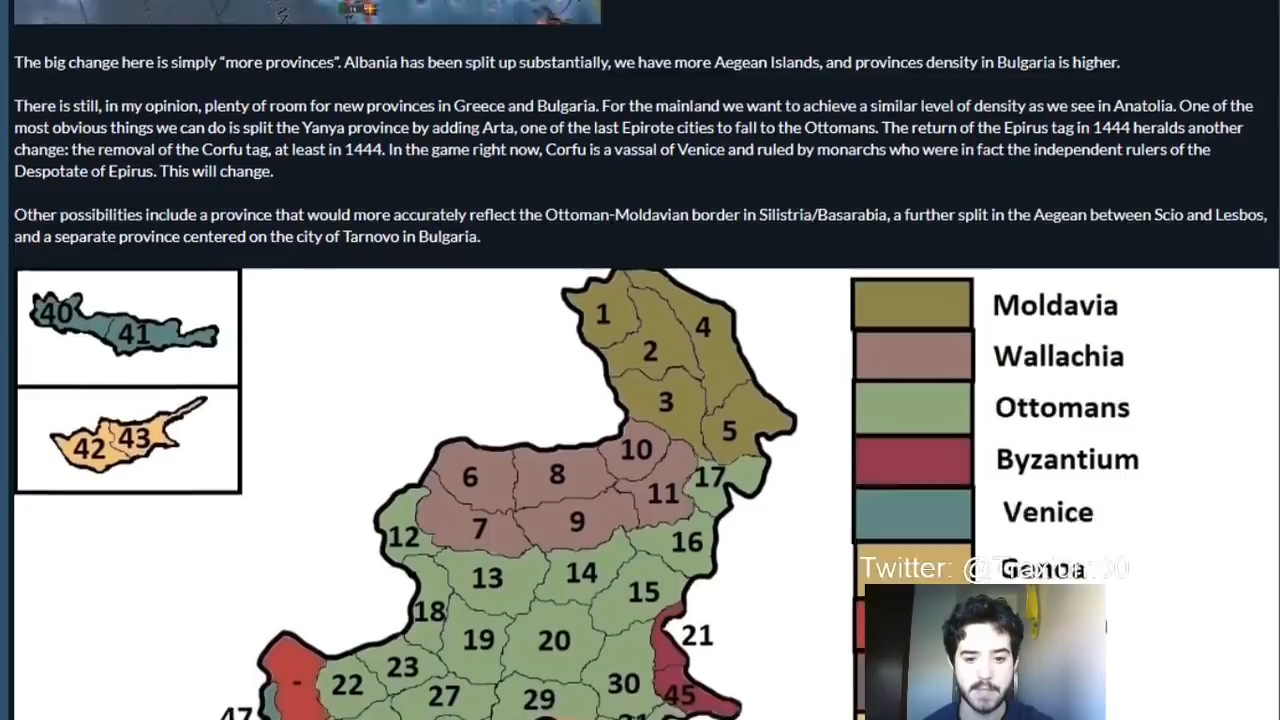 The big change here is simply “more provinces”. Albania has been split up substantially, we have more Aegean Islands, and provinces density in Bulgaria is higher.
There is still, in my opinion, plenty of room for new provinces in Greece and Bulgaria. For the mainland we want to achieve a similar level of density as we see in Anatolia. One of the
most obvious things we can do is split the Yanya province by adding Arta, one of the last Epirote cities to fall to the Ottomans. The return of the Epirus tag in 1444 heralds another
change: the removal of the Corfu tag, at least in 1444. In the game right now, Corfu is a vassal of Venice and ruled by monarchs who were in fact the independent rulers of the
Despotate of Epirus. This will change.
Other possibilities include a province that would more accurately reflect the Ottoman-Moldavian border in Silistria/Basarabia, a further split in the Aegean between Scio and Lesbos,
and a separate province centered on the city of Tarnovo in Bulgaria.
40
41
42
43
1
2
4
3
5
10
6
8
17
11
7
9
12
16
13
14
15
18
21
19
20
23
22
30
27
29
45
47
-
Moldavia
Wallachia
Ottomans
Byzantium
Venice
Genoa
Twitter: